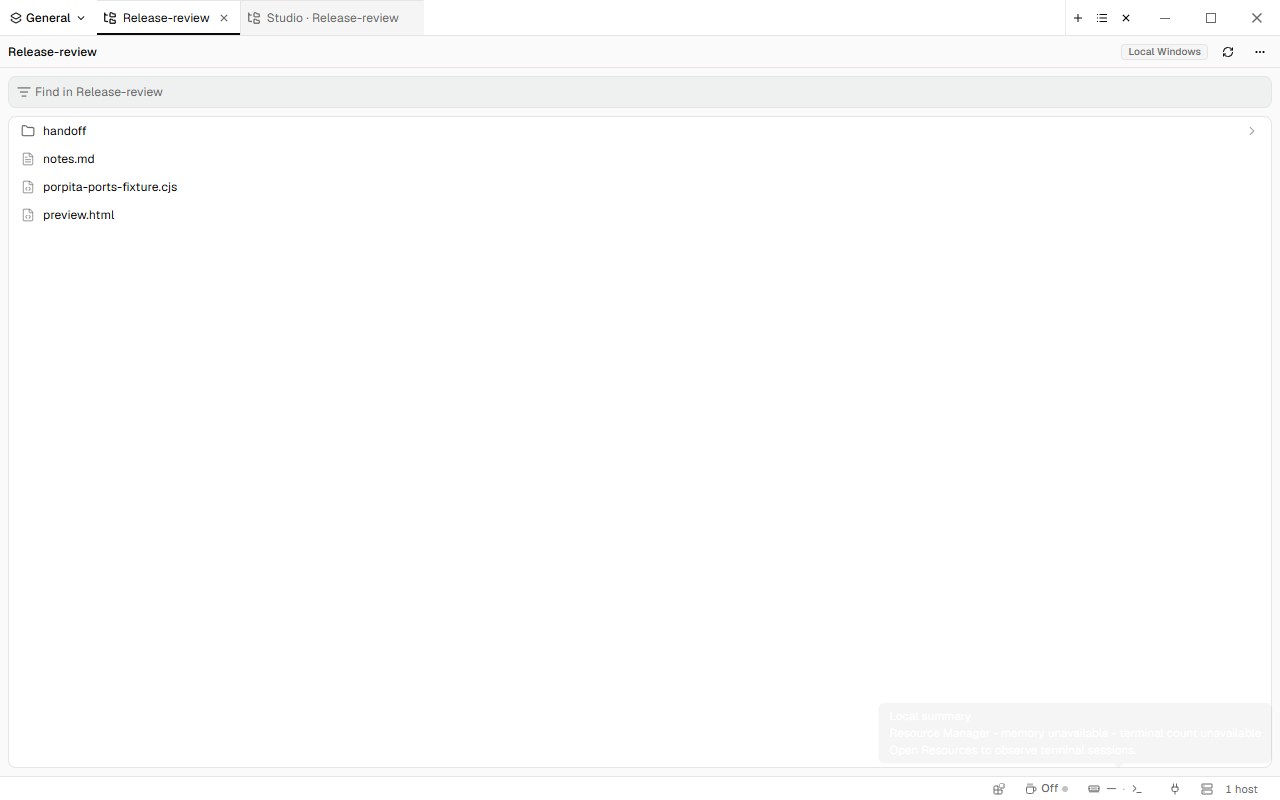 General
Release-review
Studio · Release-review
Release-review
Local Windows
Find in Release-review
handoff
notes.md
porpita-ports-fixture.cjs
preview.html
Local summary
Resource Manager - memory unavailable - terminal count unavailable
Open Resources to observe terminal sessions.
Off
— ·
1 host